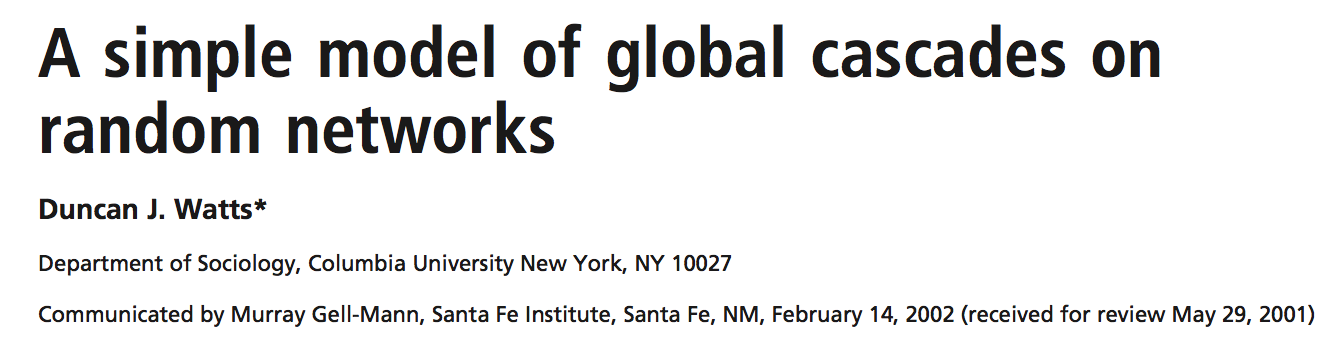 A simple model of global cascades on
random networks
Duncan J. Watts*
Department of Sociology, Columbia University New York, NY 10027
Communicated by Murray Gell-Mann, Santa Fe Institute, Santa Fe, NM, February 14, 2002 (received for review May 29, 2001)